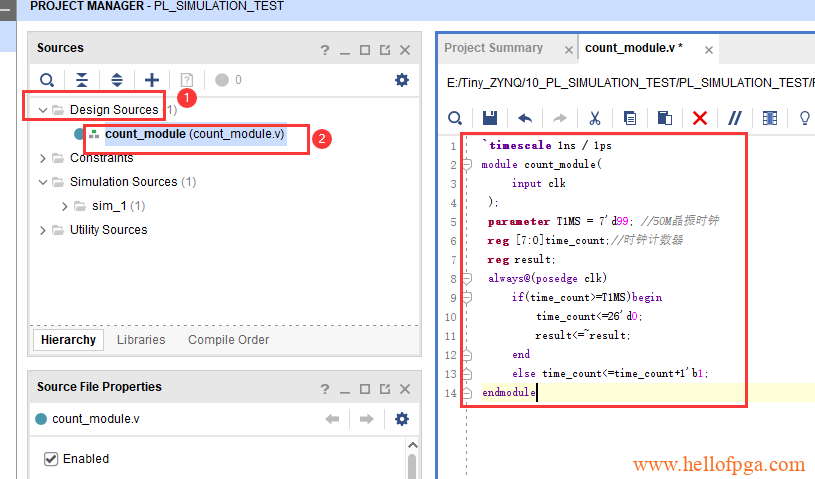 PROJECT MANAGER - PL_SIMULATION_TEST
Sources
0
Design Sources 1)
1
count_module (count_module.v)
2
Constraints
Simulation Sources (1)
sim_1 (1)
Utility Sources
Hierarchy Libraries Compile Order
Source File Properties
count_module.v
Enabled
Project Summary
count_module.v *
E:/Tiny_ZYNQ/10_PL_SIMULATION_TEST/PL_SIMULATION_TEST/
1 `timescale 1ns / 1ps
2 module count_module(
3 input clk
4 );
5 parameter T1MS = 7'd99; //50M晶振时钟
6 reg [7:0]time_count;//时钟计数器
7 reg result;
8 always@(posedge clk)
9 if(time_count>=T1MS)begin
10 time_count<=26'd0;
11 result<=~result;
12 end
13 else time_count<=time_count+1'b1;
14 endmodule
www.hellofpga.com